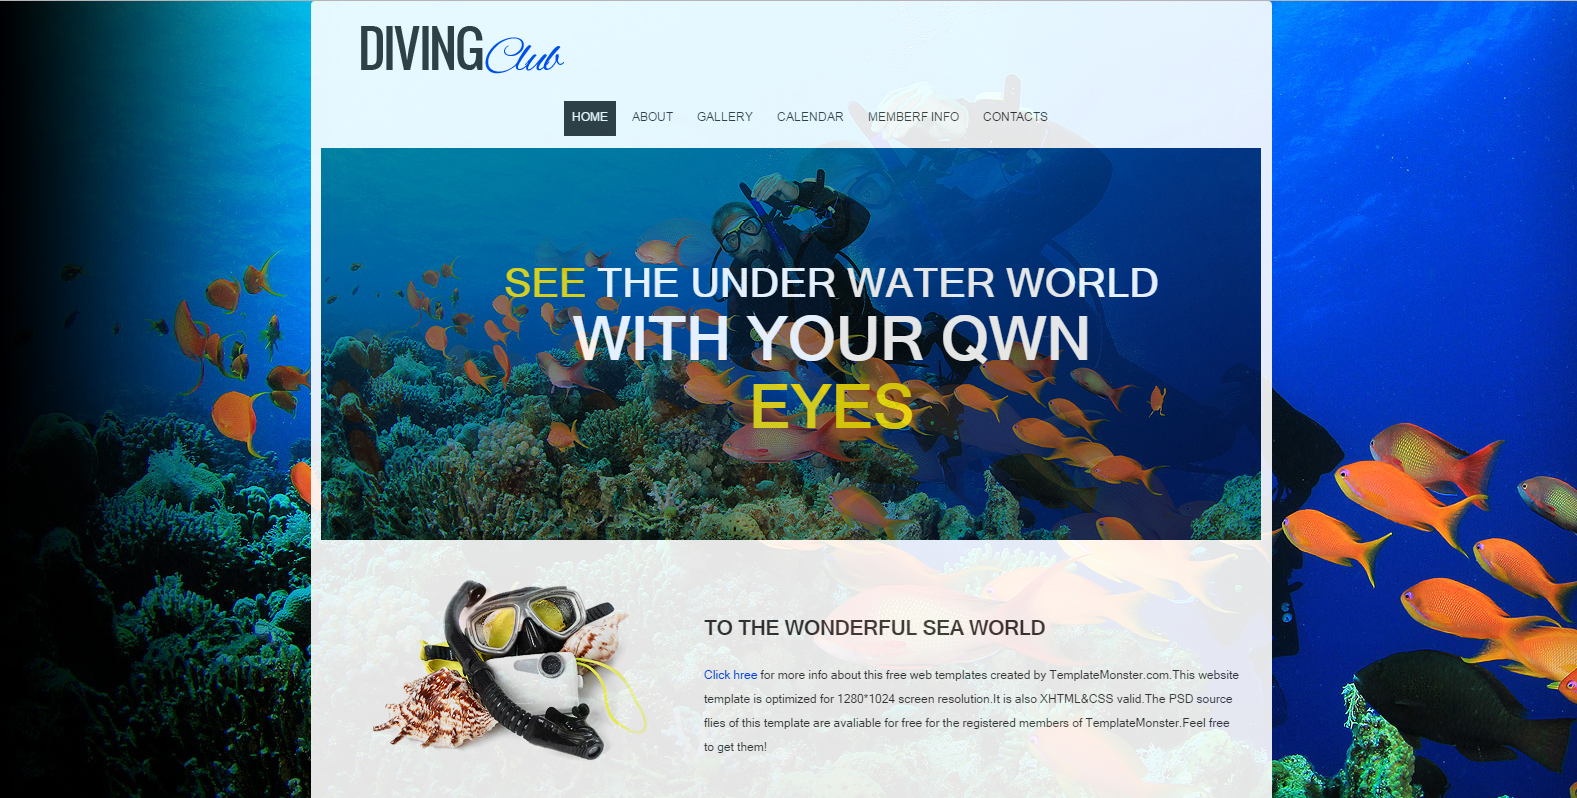 DIVING Club
HOME ABOUT GALLERY CALENDAR MEMBERF INFO CONTACTS
SEE THE UNDER WATER WORLD
WITH YOUR QWN
EYES
TO THE WONDERFUL SEA WORLD
Click hree for more info about this free web templates created by TemplateMonster.com.This website
template is optimized for 1280*1024 screen resolution.It is also XHTML&CSS valid.The PSD source
flies of this template are avaliable for free for the registered members of TemplateMonster.Feel free
to get them!